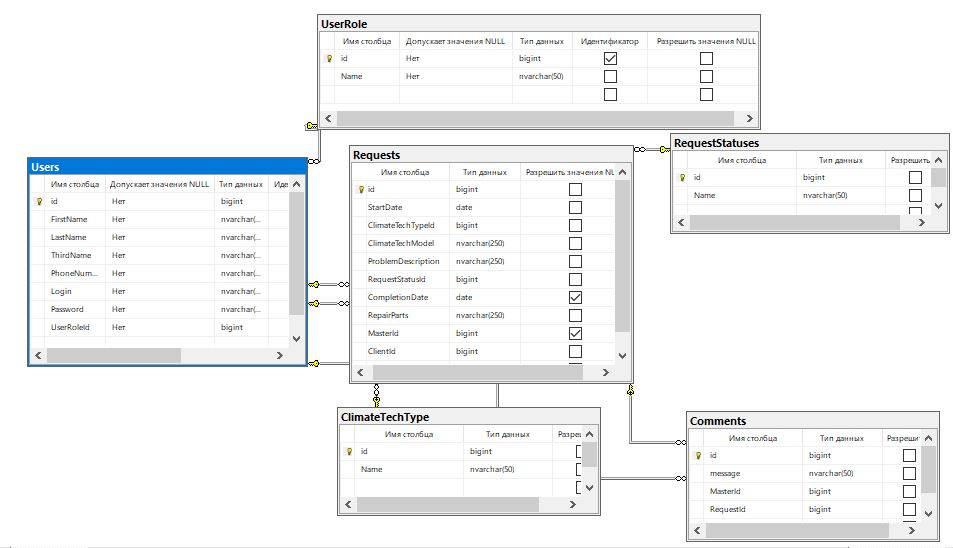 UserRole
Имя столбца Допускает значения NULL Тип данных Идентификатор Разрешить значения NULL
id Нет bigint
Name Нет nvarchar(50)
RequestStatuses
Имя столбца Тип данных Разрешить
id bigint
Name nvarchar(50)
Users
Имя столбца Допускает значения NULL Тип данных Иде
id Нет bigint
FirstName Нет nvarchar(...
LastName Нет nvarchar(...
ThirdName Нет nvarchar(...
PhoneNum... Нет nvarchar(...
Login Нет nvarchar(...
Password Нет nvarchar(...
UserRoleId Нет bigint
Requests
Имя столбца Тип данных Разрешить значения NU
id bigint
StartDate date
ClimateTechTypeId bigint
ClimateTechModel nvarchar(250)
ProblemDescription nvarchar(250)
RequestStatusId bigint
CompletionDate date
RepairParts nvarchar(250)
MasterId bigint
ClientId bigint
ClimateTechType
Имя столбца Тип данных Разреш
id bigint
Name nvarchar(50)
Comments
Имя столбца Тип данных Разрешит
id bigint
message nvarchar(50)
MasterId bigint
RequestId bigint